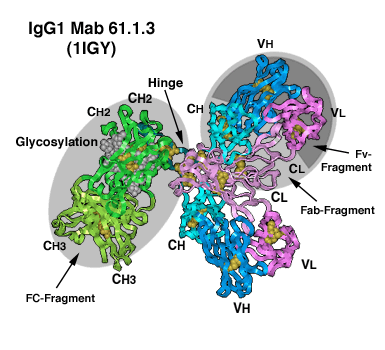 IgG1 Mab 61.1.3
(1IGY)
VH
Hinge
CH2
CH2
CH
VL
Glycosylation
Fv-
Fragment
CL
CL
Fab-Fragment
CH3
CH
CH3
VL
FC-Fragment
VH